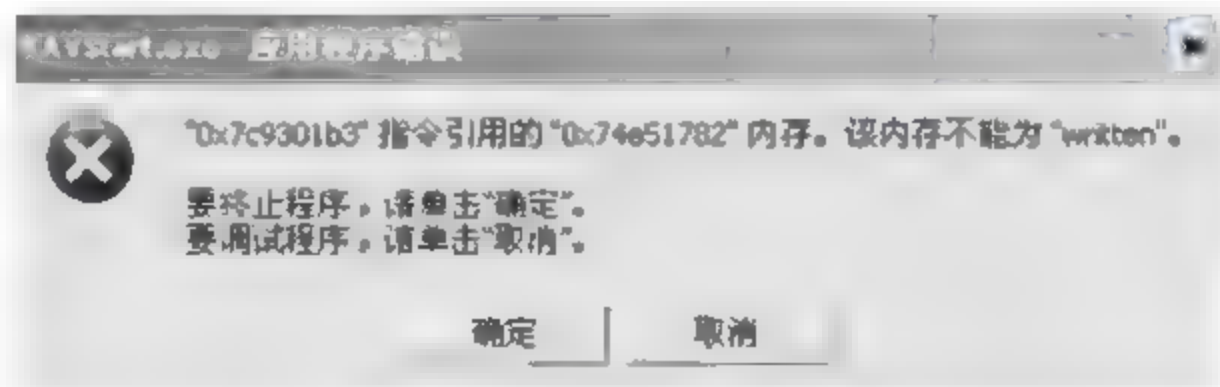 应用程序错误
"0x7c9301b3" 指令引用的 "0x74e51782" 内存。该内存不能为 "written"。
要终止程序，请单击"确定"。
要调试程序，请单击"取消"。
确定
取消